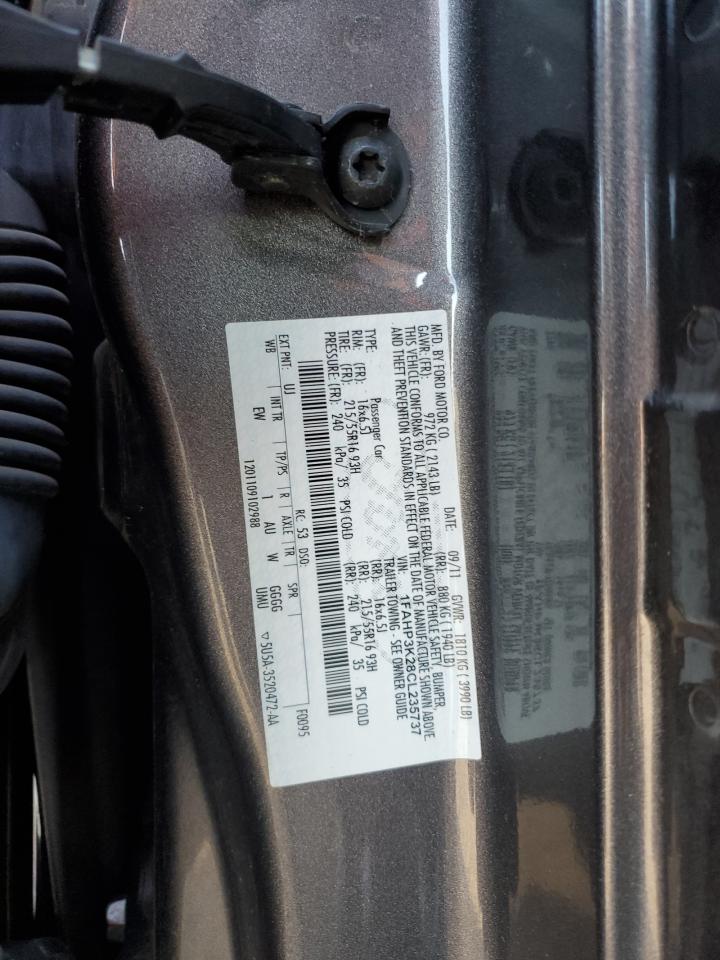 MFD. BY FORD MOTOR CO.
DATE: 09/11 GVWR: 1810 KG ( 3990 LB)
GAWR: (FR): 972 KG ( 2143 LB) (RR): 880 KG ( 1940 LB)
THIS VEHICLE CONFORMS TO ALL APPLICABLE FEDERAL MOTOR VEHICLE SAFETY, BUMPER,
AND THEFT PREVENTION STANDARDS IN EFFECT ON THE DATE OF MANUFACTURE SHOWN ABOVE.
VIN: 1FAHP3K28CL235737
TYPE: Passenger Car TRAILER TOWING - SEE OWNER GUIDE
RIM: (FR): 16x6.5J (RR): 16x6.5J
TIRE: (FR): 215/55R16 93H (RR): 215/55R16 93H
PRESSURE: (FR): 240 kPa/ 35 PSI COLD (RR): 240 kPa/ 35 PSI COLD
RC: 53 DSO: F0095
EXT PNT: UJ
WB INT TR TP/PS R AXLE TR SPR
EW 1 AU W GGGG UMU
1201109102988 ▽5U5A-3520472-AA